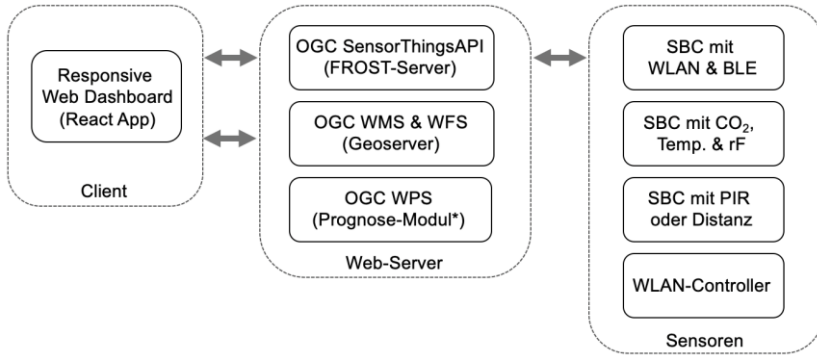 Responsive
Web Dashboard
(React App)
Client
OGC SensorThingsAPI
(FROST-Server)
OGC WMS & WFS
(Geoserver)
OGC WPS
(Prognose-Modul*)
Web-Server
SBC mit
WLAN & BLE
SBC mit CO₂,
Temp. & rF
SBC mit PIR
oder Distanz
WLAN-Controller
Sensoren